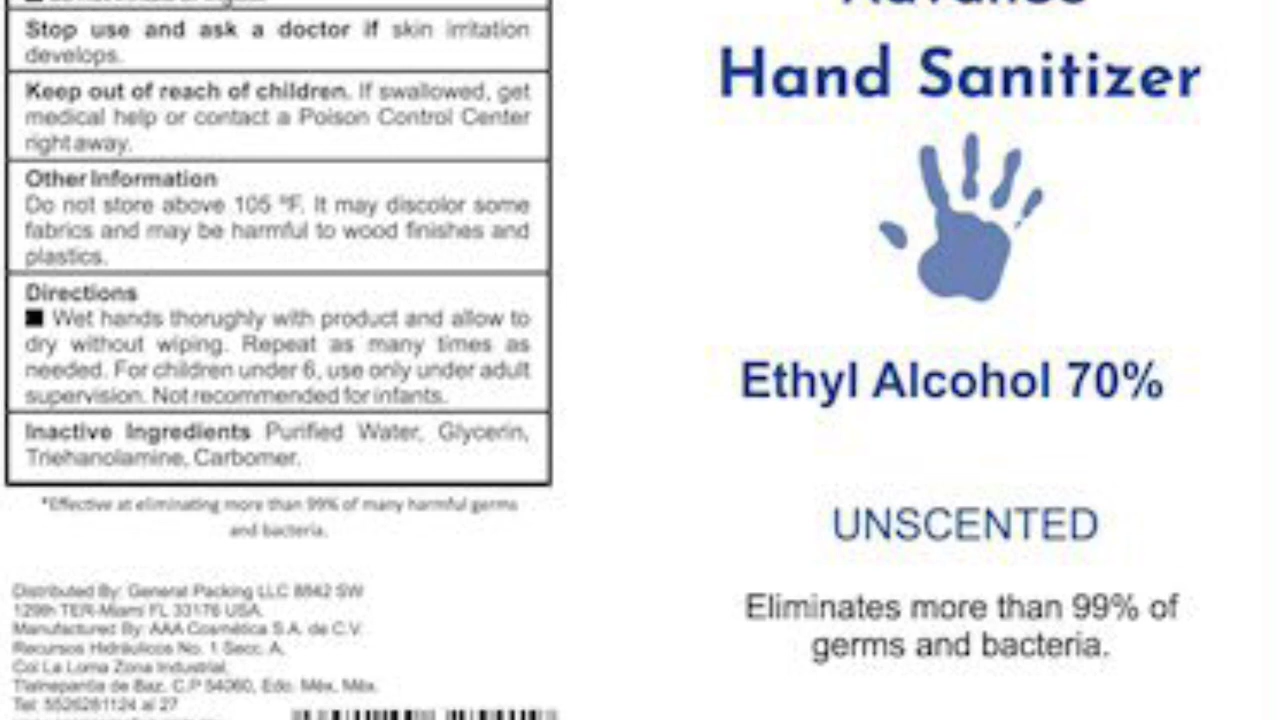 Stop use and ask a doctor if skin irritation
develops.
Keep out of reach of children. If swallowed, get
medical help or contact a Poison Control Center
right away.
Other Information
Do not store above 105 ºF. It may discolor some
fabrics and may be harmful to wood finishes and
plastics.
Directions
■ Wet hands thorughly with product and allow to
dry without wiping. Repeat as many times as
needed. For children under 6, use only under adult
supervision. Not recommended for infants.
Inactive Ingredients Purified Water, Glycerin,
Triehanolamine, Carbomer.
*Effective at eliminating more than 99% of many harmful germs
and bacteria.
Distributed By: General Packing LLC 8842 SW
129th TER-Miami FL 33176 USA.
Manufactured By: AAA Cosmética S.A. de C.V.
Recursos Hidráulicos No. 1 Secc. A,
Col La Loma Zona Industrial,
Tlalnepantla de Baz, C.P 54060, Edo. Méx, Méx.
Tel: 5526281124 al 27
Advance
Hand Sanitizer
Ethyl Alcohol 70%
UNSCENTED
Eliminates more than 99% of
germs and bacteria.